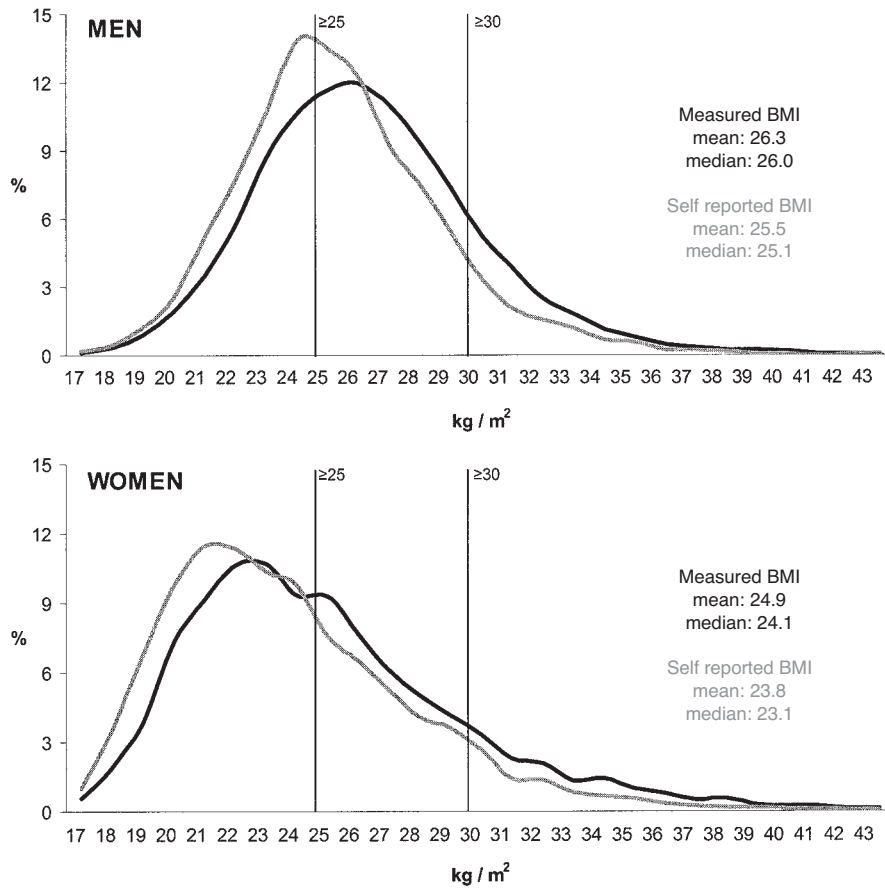 MEN
≥25
≥30
15
12
9
6
3
0
%
Measured BMI
mean: 26.3
median: 26.0
Self reported BMI
mean: 25.5
median: 25.1
17 18 19 20 21 22 23 24 25 26 27 28 29 30 31 32 33 34 35 36 37 38 39 40 41 42 43
kg / m²
WOMEN
≥25
≥30
15
12
9
6
3
0
%
Measured BMI
mean: 24.9
median: 24.1
Self reported BMI
mean: 23.8
median: 23.1
17 18 19 20 21 22 23 24 25 26 27 28 29 30 31 32 33 34 35 36 37 38 39 40 41 42 43
kg / m²